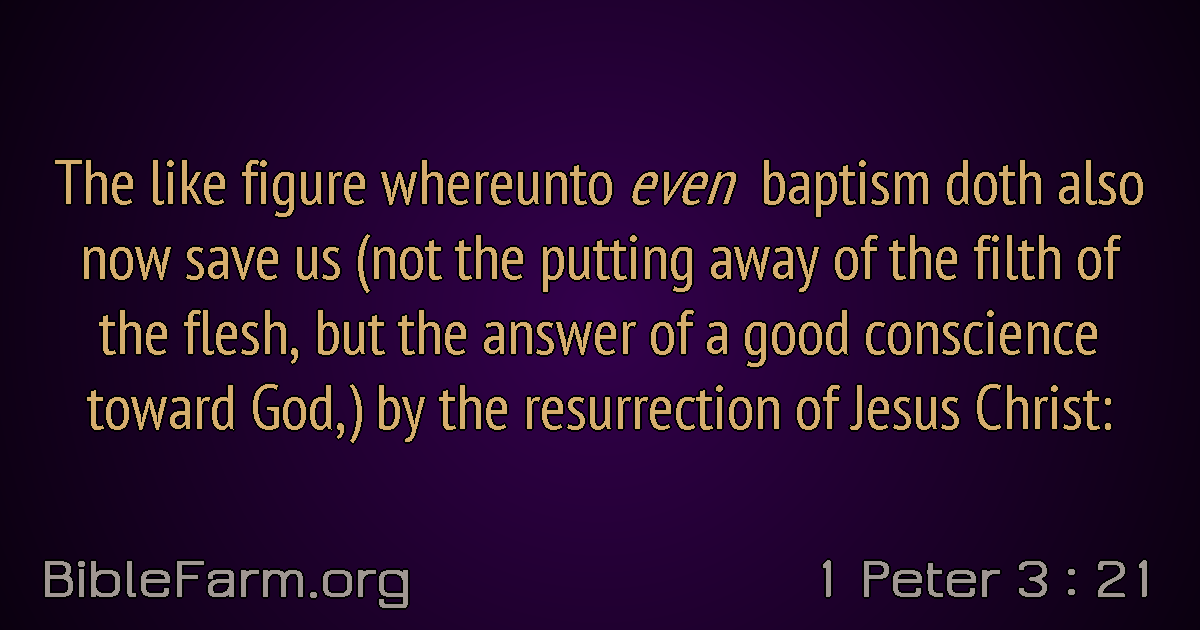 The like figure whereunto even baptism doth also
now save us (not the putting away of the filth of
the flesh, but the answer of a good conscience
toward God,) by the resurrection of Jesus Christ:
BibleFarm.org
1 Peter 3 : 21